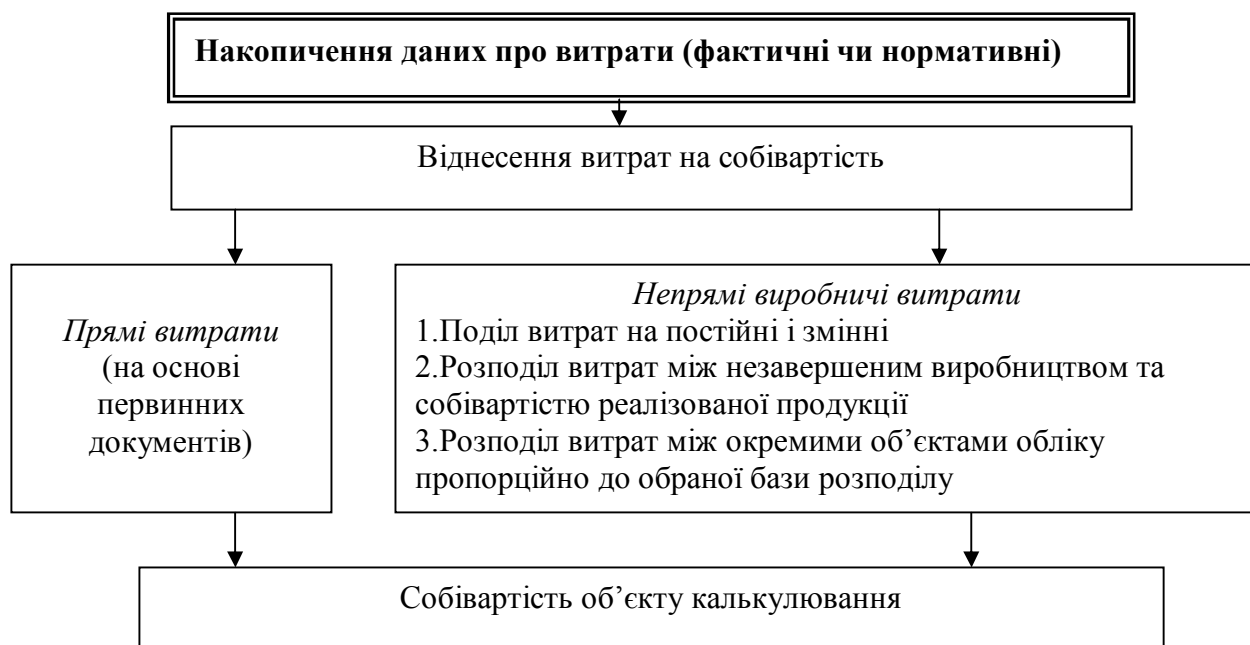 Накопичення даних про витрати (фактичні чи нормативні)
Віднесення витрат на собівартість
Прямі витрати
(на основі
первинних
документів)
Непрямі виробничі витрати
1.Поділ витрат на постійні і змінні
2.Розподіл витрат між незавершеним виробництвом та
собівартістю реалізованої продукції
3.Розподіл витрат між окремими об’єктами обліку
пропорційно до обраної бази розподілу
Собівартість об’єкту калькулювання